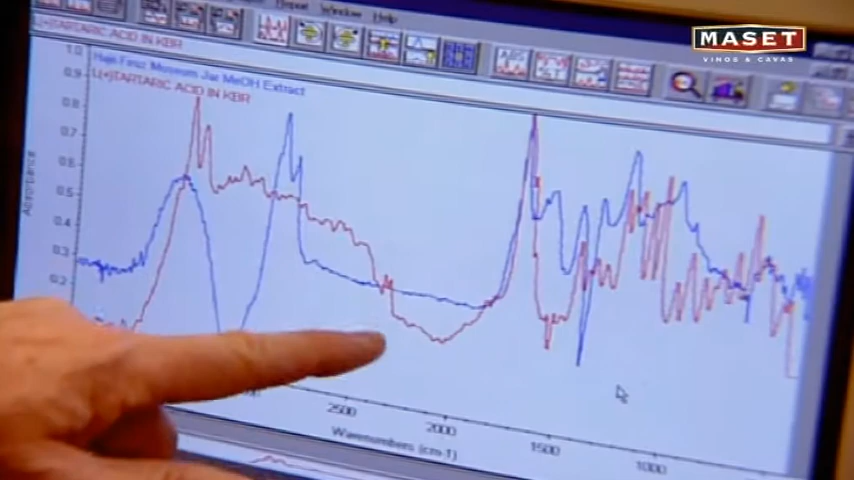 Report Window Help
MASET
VINOS & CAVAS
L(+)TARTARIC ACID IN KBR
Hajji Firuz Museum Jar MeOH Extract
L(+)TARTARIC ACID IN KBR
1.0
0.9
0.8
0.7
0.6
0.5
0.4
0.3
0.2
Absorbance
2500
2000
1500
1000
Wavenumbers (cm-1)